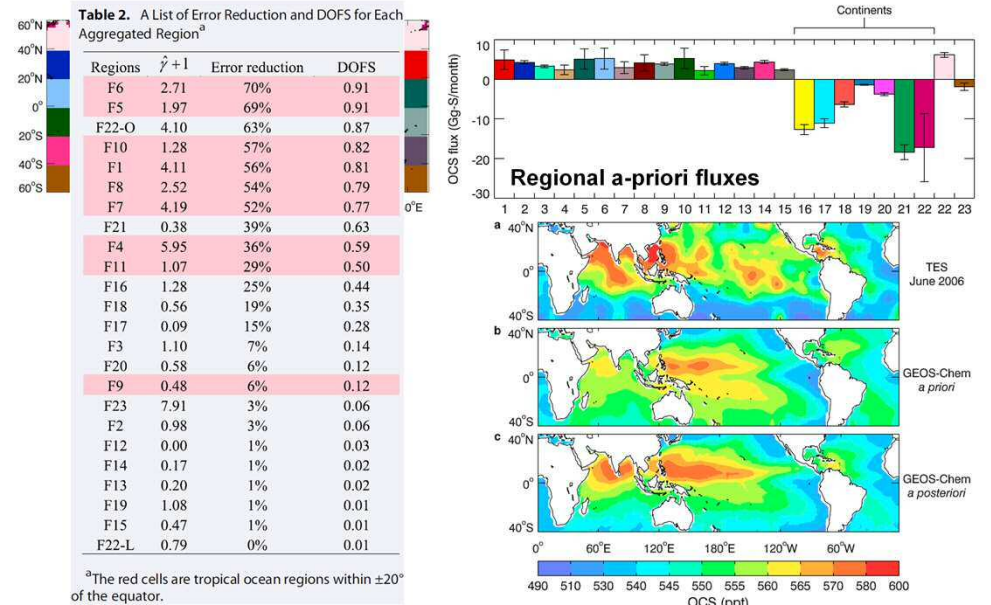 Table 2. A List of Error Reduction and DOFS for Each
Aggregated Region^a
Regions γ̂ +1 Error reduction DOFS
F6 2.71 70% 0.91
F5 1.97 69% 0.91
F22-O 4.10 63% 0.87
F10 1.28 57% 0.82
F1 4.11 56% 0.81
F8 2.52 54% 0.79
F7 4.19 52% 0.77
F21 0.38 39% 0.63
F4 5.95 36% 0.59
F11 1.07 29% 0.50
F16 1.28 25% 0.44
F18 0.56 19% 0.35
F17 0.09 15% 0.28
F3 1.10 7% 0.14
F20 0.58 6% 0.12
F9 0.48 6% 0.12
F23 7.91 3% 0.06
F2 0.98 3% 0.06
F12 0.00 1% 0.03
F14 0.17 1% 0.02
F13 0.20 1% 0.02
F19 1.08 1% 0.01
F15 0.47 1% 0.01
F22-L 0.79 0% 0.01
^aThe red cells are tropical ocean regions within ±20°
of the equator.
60°N
40°N
20°N
0°
20°S
40°S
60°S
0°E
Continents
OCS flux (Gg-S/month)
10
0
-10
-20
-30
Regional a-priori fluxes
1 2 3 4 5 6 7 8 9 10 11 12 13 14 15 16 17 18 19 20 21 22 22 23
a
40°N
0°
40°S
TES
June 2006
b
40°N
0°
40°S
GEOS-Chem
a priori
c
40°N
0°
40°S
GEOS-Chem
a posteriori
0° 60°E 120°E 180°E 120°W 60°W
490 510 530 540 545 550 555 560 565 570 580 600
OCS (ppt)